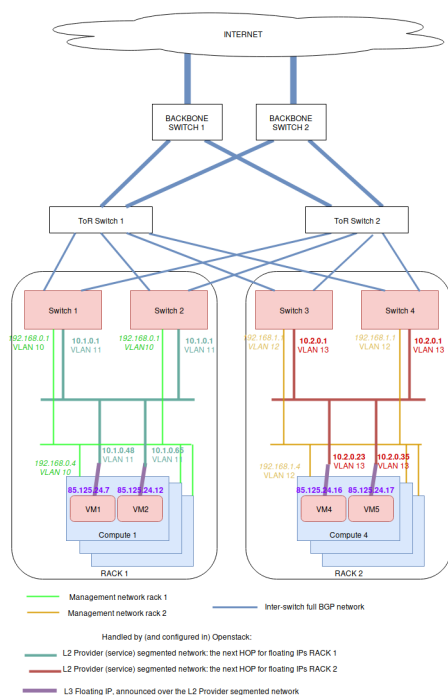 INTERNET
BACKBONE
SWITCH 1
BACKBONE
SWITCH 2
ToR Switch 1
ToR Switch 2
Switch 1
Switch 2
Switch 3
Switch 4
192.168.0.1
VLAN 10
10.1.0.1
VLAN 11
192.168.0.1
VLAN10
10.1.0.1
VLAN 11
192.168.1.1
VLAN 12
10.2.0.1
VLAN 13
192.168.1.1
VLAN 12
10.2.0.1
VLAN 13
10.1.0.48
VLAN 11
10.1.0.65
VLAN 11
192.168.0.4
VLAN 10
10.2.0.23
VLAN 13
10.2.0.35
VLAN 13
192.168.1.4
VLAN 12
85.125.24.7
85.125.24.12
85.125.24.16
85.125.24.17
VM1
VM2
VM4
VM5
Compute 1
Compute 4
RACK 1
RACK 2
Management network rack 1
Management network rack 2
Inter-switch full BGP network
Handled by (and configured in) Openstack:
L2 Provider (service) segmented network: the next HOP for floating IPs RACK 1
L2 Provider (service) segmented network: the next HOP for floating IPs RACK 2
L3 Floating IP, announced over the L2 Provider segmented network